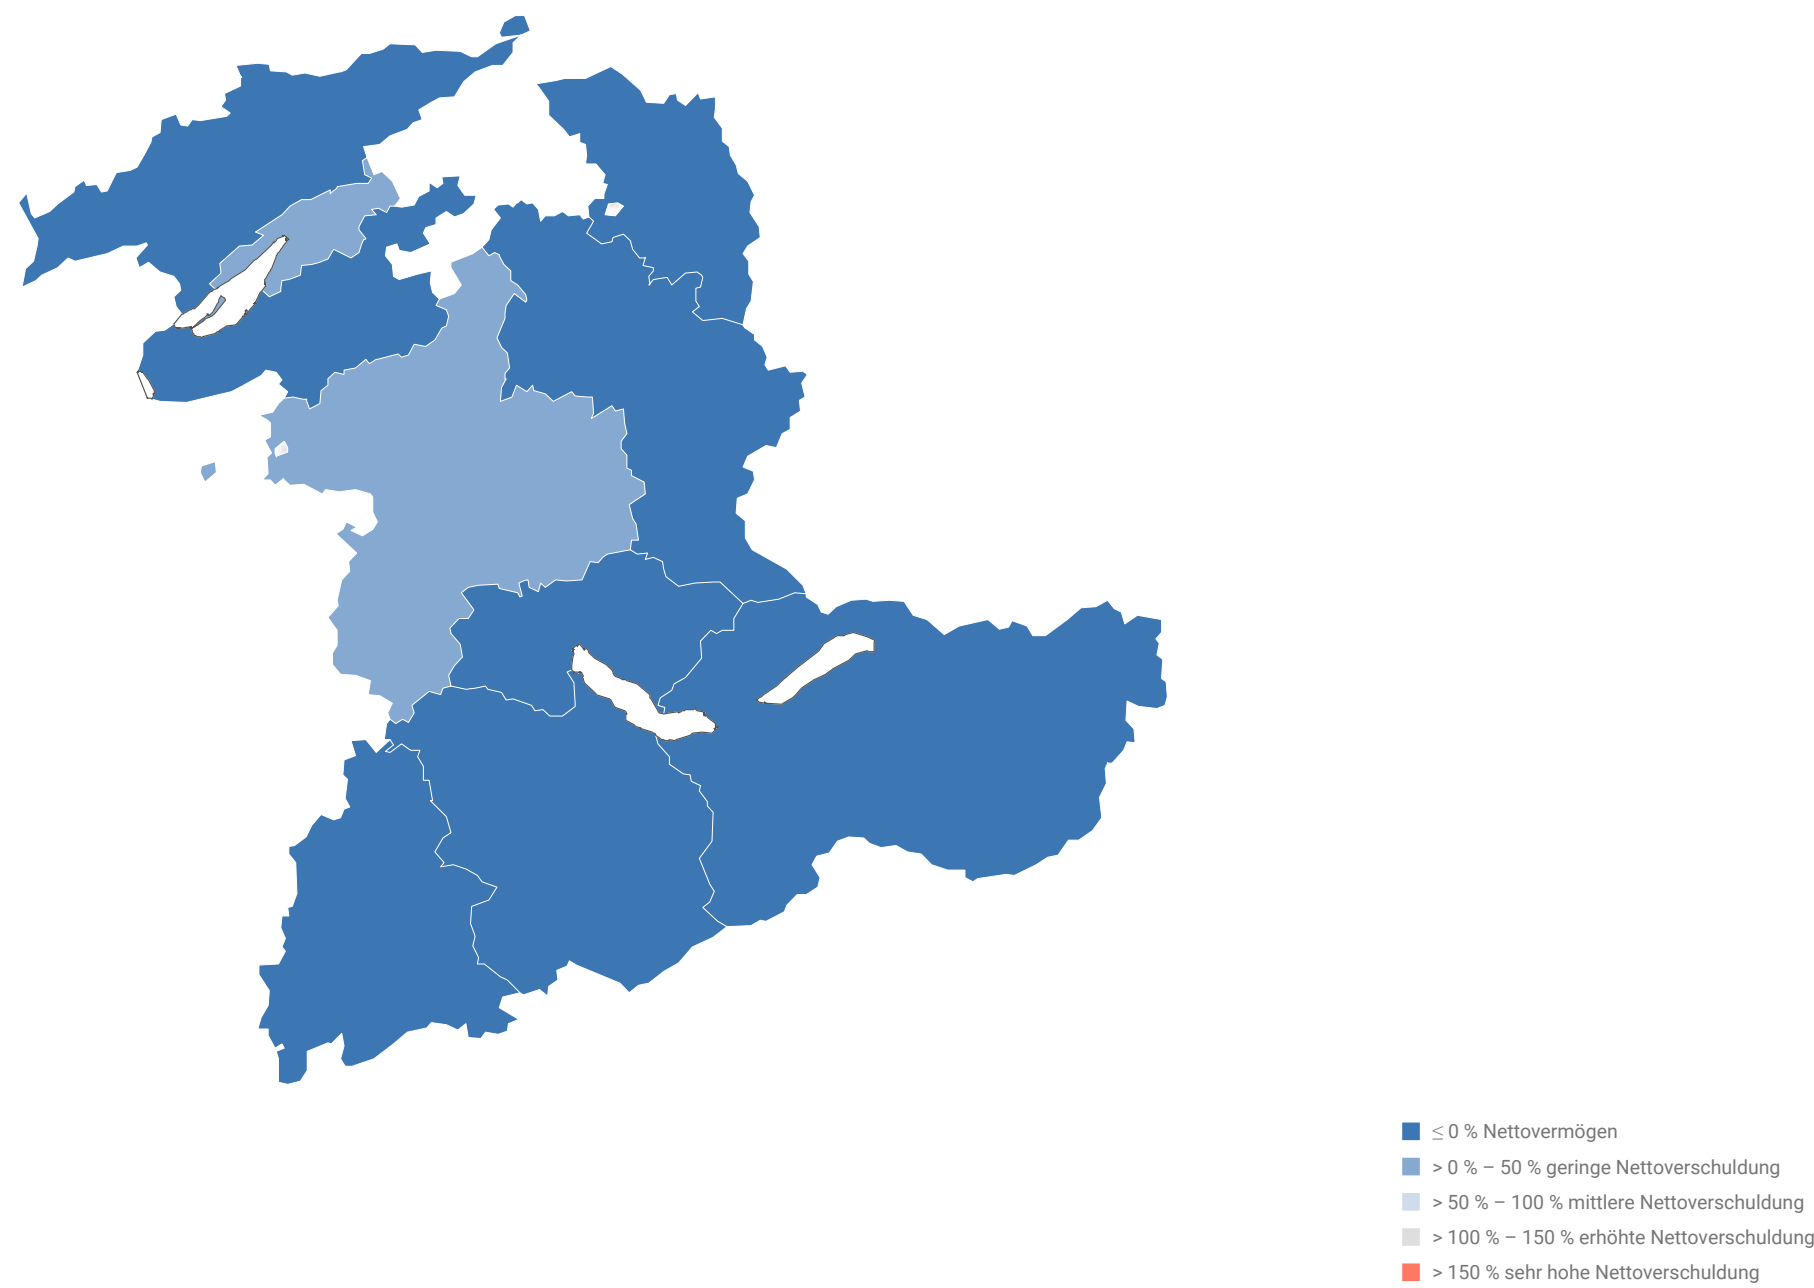 ≤ 0 % Nettovermögen
> 0 % – 50 % geringe Nettoverschuldung
> 50 % – 100 % mittlere Nettoverschuldung
> 100 % – 150 % erhöhte Nettoverschuldung
> 150 % sehr hohe Nettoverschuldung